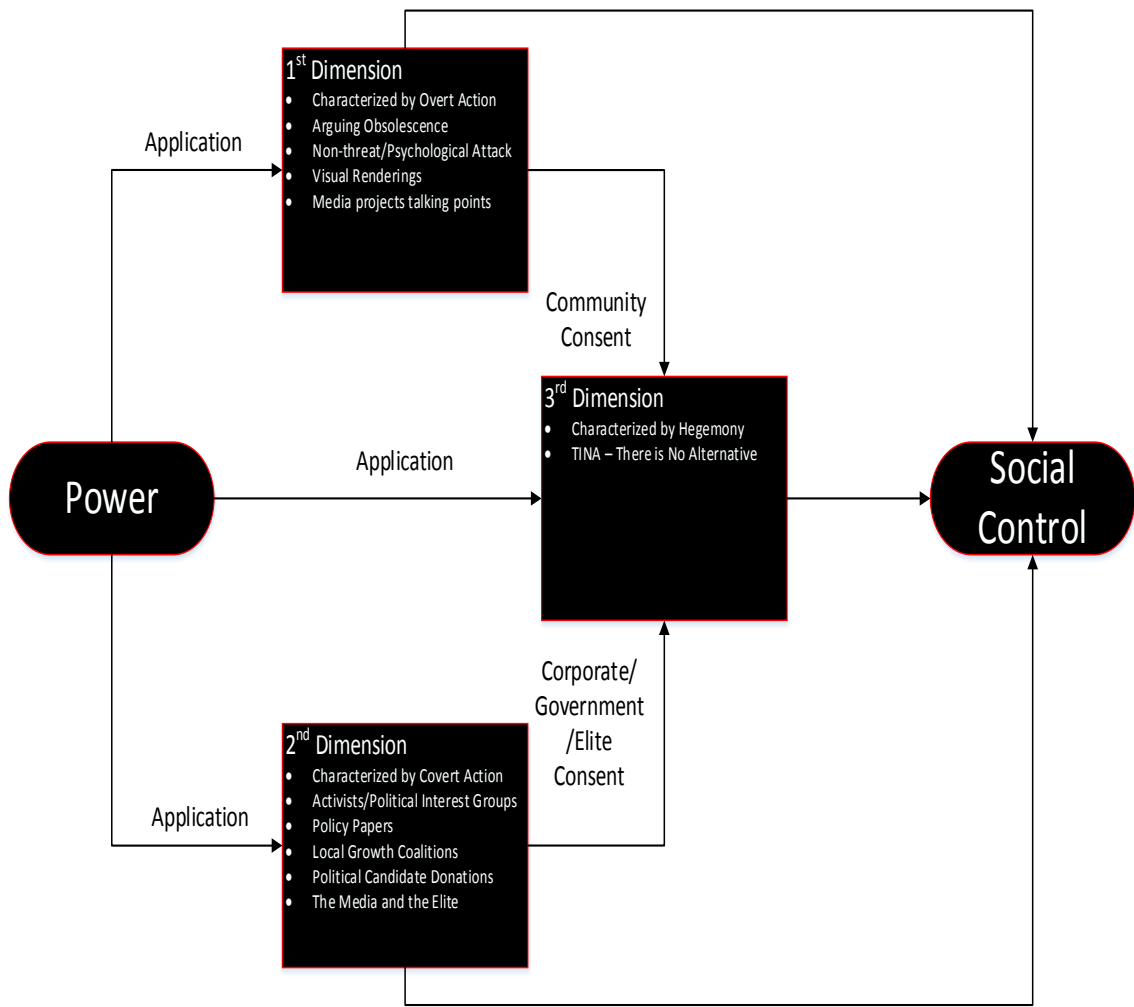 1st Dimension
Characterized by Overt Action
Arguing Obsolescence
Non-threat/Psychological Attack
Visual Renderings
Media projects talking points
Application
Community
Consent
3rd Dimension
Characterized by Hegemony
TINA – There is No Alternative
Application
Power
Social
Control
Corporate/
Government
/Elite
Consent
2nd Dimension
Characterized by Covert Action
Activists/Political Interest Groups
Policy Papers
Local Growth Coalitions
Political Candidate Donations
The Media and the Elite
Application